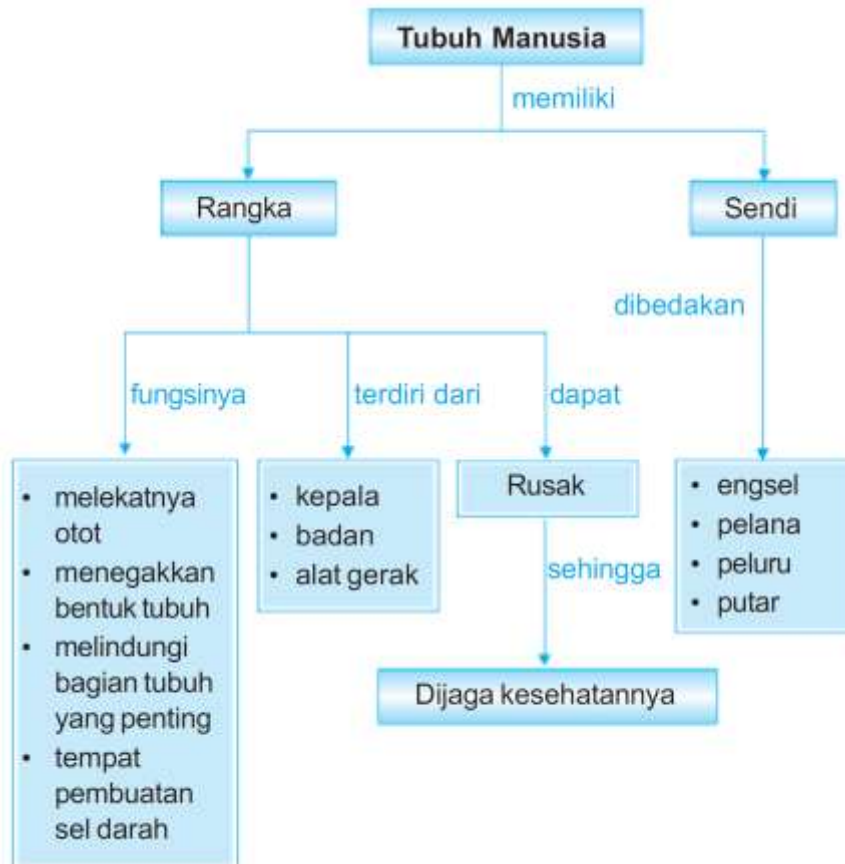 Tubuh Manusia
memiliki
Rangka
Sendi
dibedakan
fungsinya
terdiri dari
dapat
• melekatnya
otot
• menegakkan
bentuk tubuh
• melindungi
bagian tubuh
yang penting
• tempat
pembuatan
sel darah
• kepala
• badan
• alat gerak
Rusak
sehingga
Dijaga kesehatannya
• engsel
• pelana
• peluru
• putar